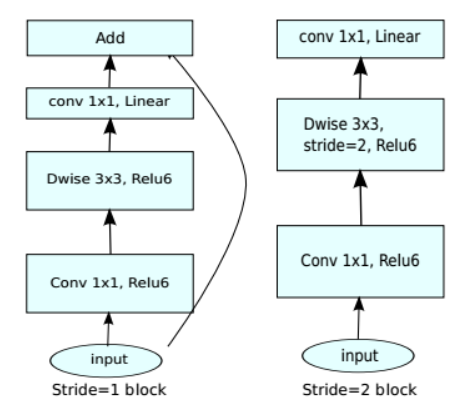 Add
conv 1x1, Linear
Dwise 3x3, Relu6
Conv 1x1, Relu6
input
Stride=1 block
conv 1x1, Linear
Dwise 3x3,
stride=2, Relu6
Conv 1x1, Relu6
input
Stride=2 block